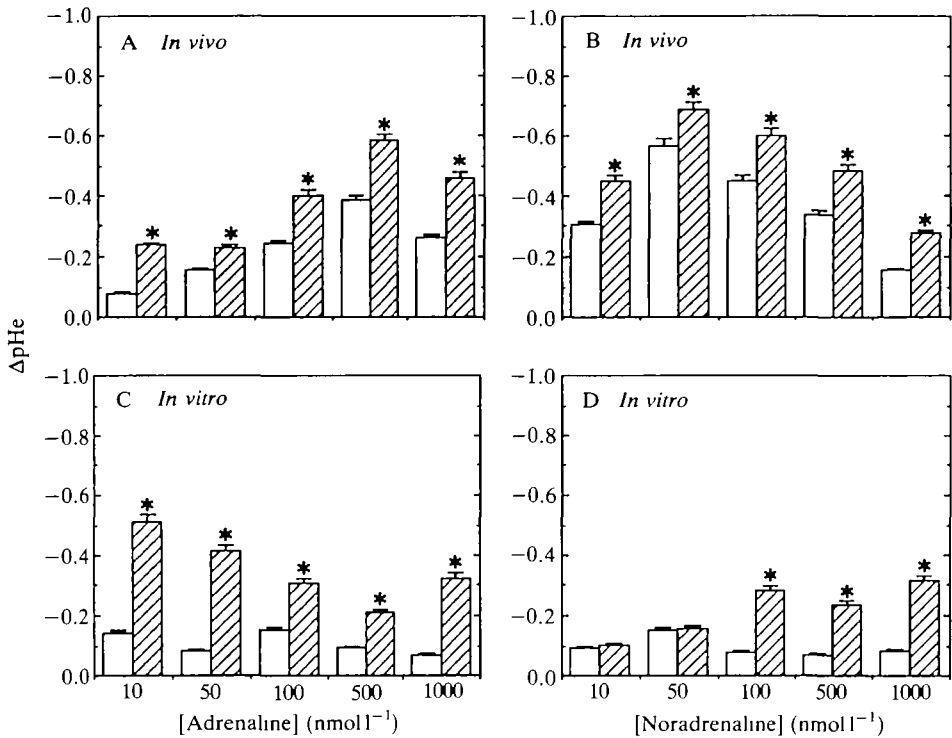 A In vivo
B In vivo
−1.0
−0.8
−0.6
−0.4
−0.2
0.0
* * * * *
−1.0
−0.8
−0.6
−0.4
−0.2
0.0
* * * * *
ΔpHe
C In vitro
D In vitro
−1.0
−0.8
−0.6
−0.4
−0.2
0.0
* * * * *
10 50 100 500 1000
[Adrenaline] (nmol l⁻¹)
−1.0
−0.8
−0.6
−0.4
−0.2
0.0
* * *
10 50 100 500 1000
[Noradrenaline] (nmol l⁻¹)